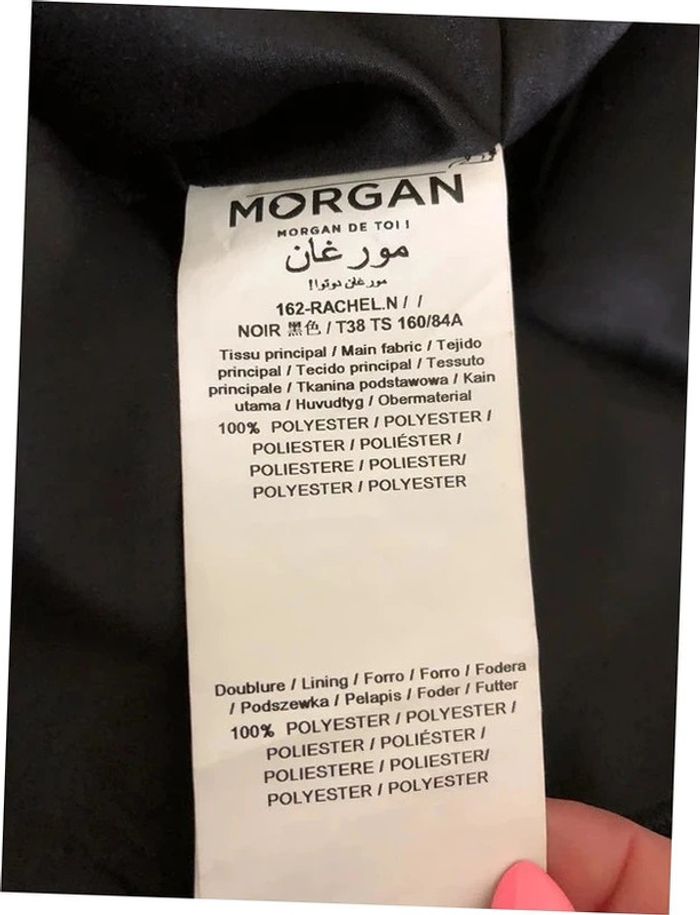 MORGAN
MORGAN DE TOI !
مورغان
مورغان دوتوا!
162-RACHEL.N / /
NOIR 黑色 / T38 TS 160/84A
Tissu principal / Main fabric / Tejido
principal / Tecido principal / Tessuto
principale / Tkanina podstawowa / Kain
utama / Huvudtyg / Obermaterial
100% POLYESTER / POLYESTER /
POLIESTER / POLIÉSTER /
POLIESTERE / POLIESTER/
POLYESTER / POLYESTER
Doublure / Lining / Forro / Forro / Fodera
/ Podszewka / Pelapis / Foder / Futter
100% POLYESTER / POLYESTER /
POLIESTER / POLIÉSTER /
POLIESTERE / POLIESTER/
POLYESTER / POLYESTER